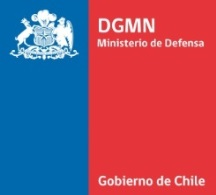 DGMN
Ministerio de Defensa
Gobierno de Chile